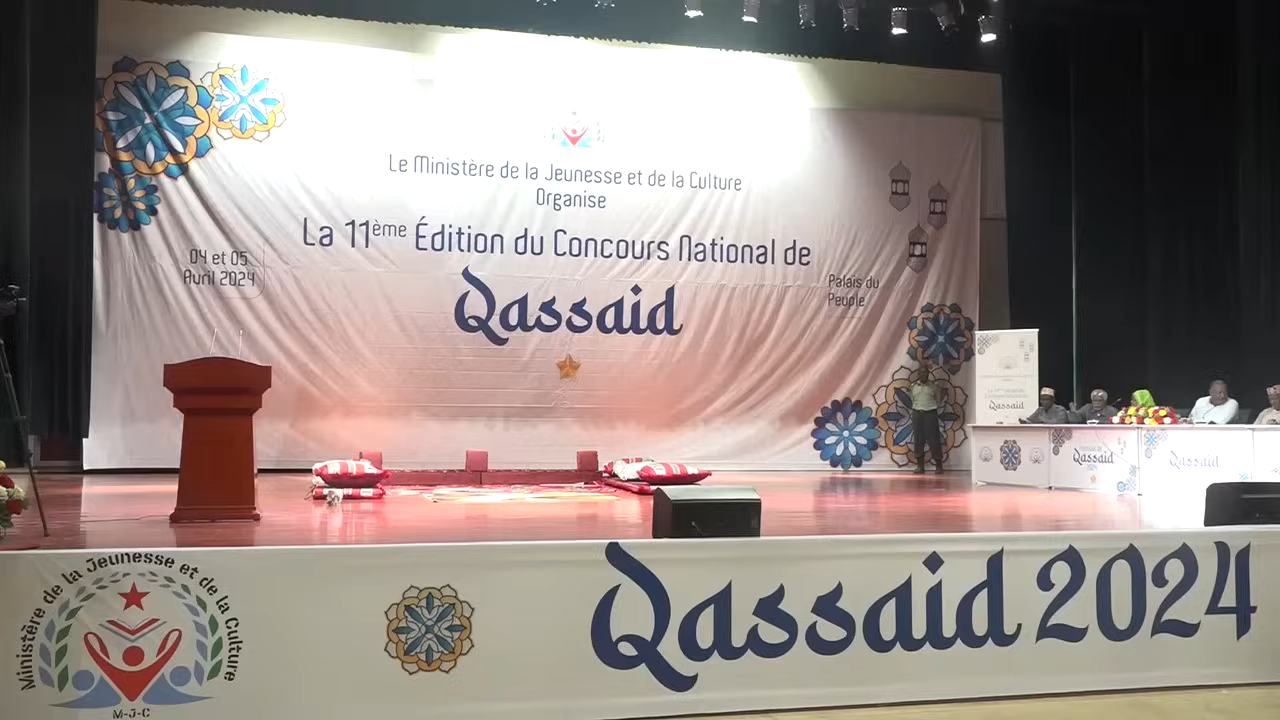 Le Ministère de la Jeunesse et de la Culture
Organise
La 11ème Édition du Concours National de
Qassaid
04 et 05
Avril 2024
Palais du
Peuple
Qassaid
Qassaid
Qassaid
Ministère de la Jeunesse et de la Culture
M-J-C
Qassaid 2024